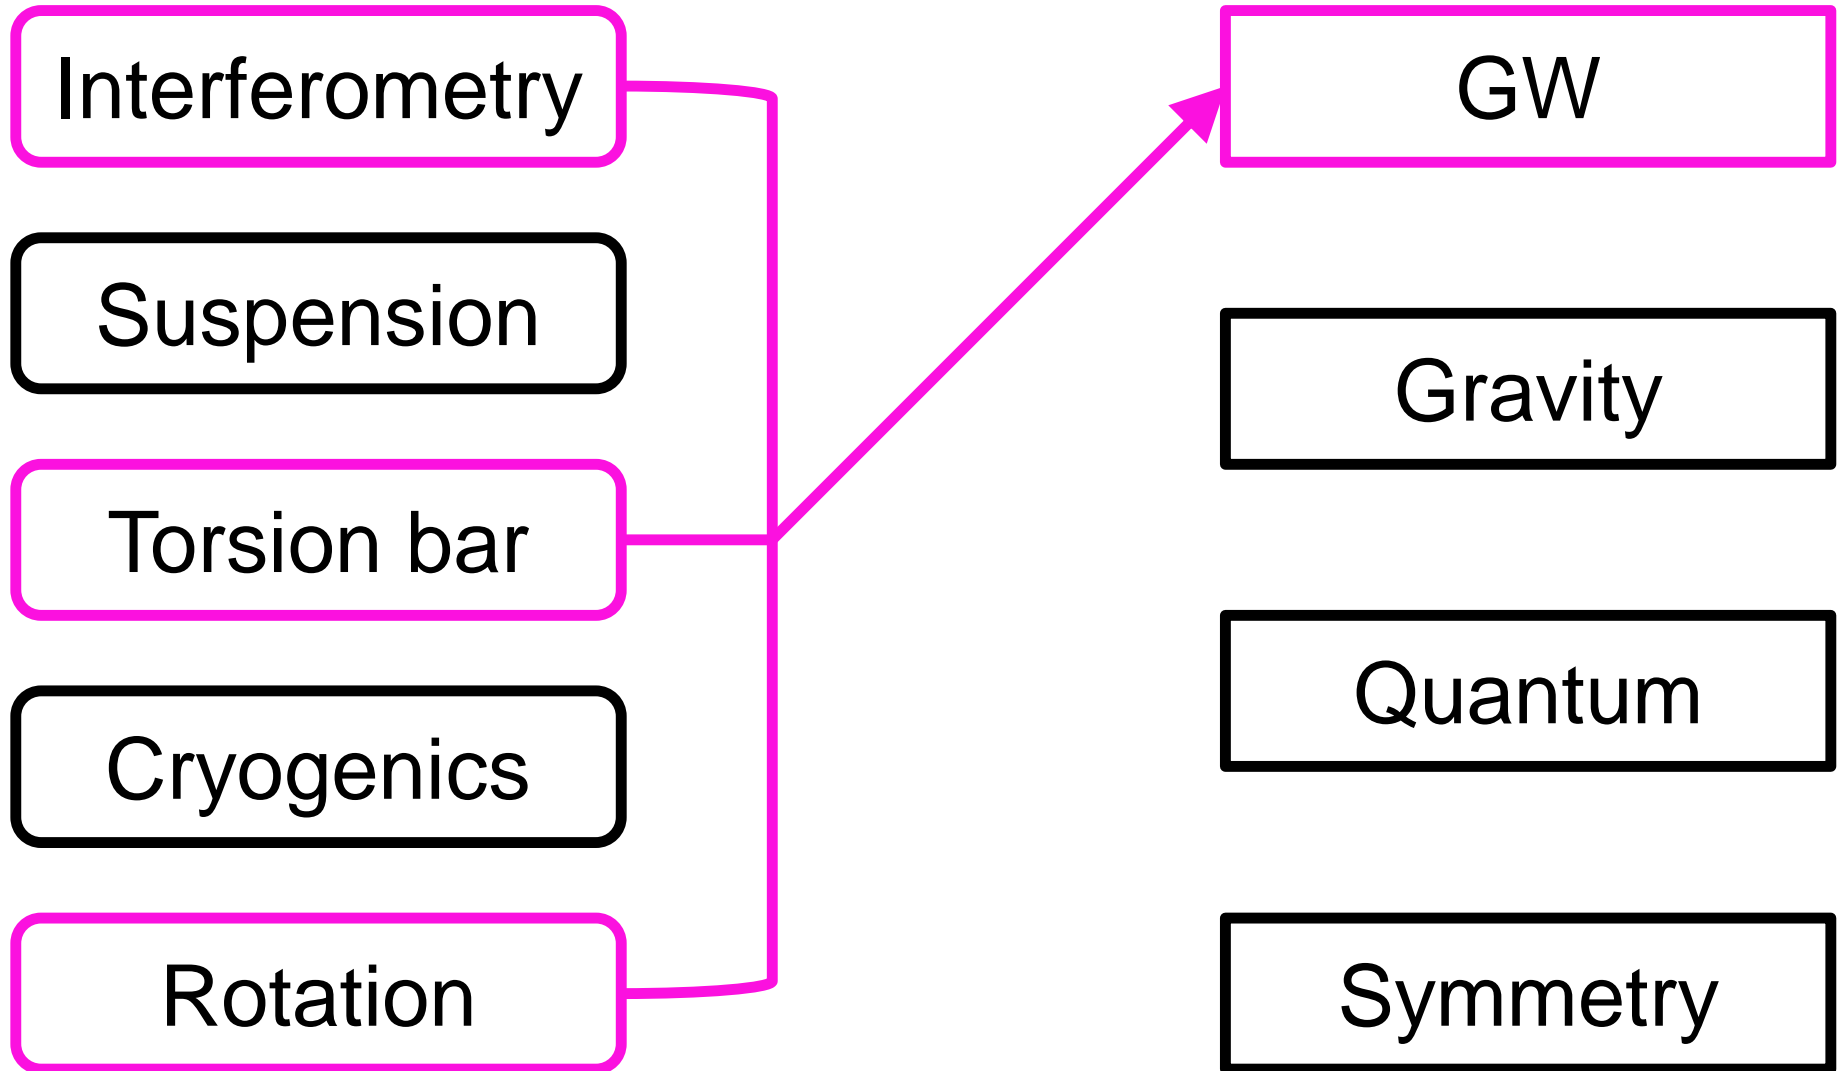 Interferometry
Suspension
Torsion bar
Cryogenics
Rotation
GW
Gravity
Quantum
Symmetry